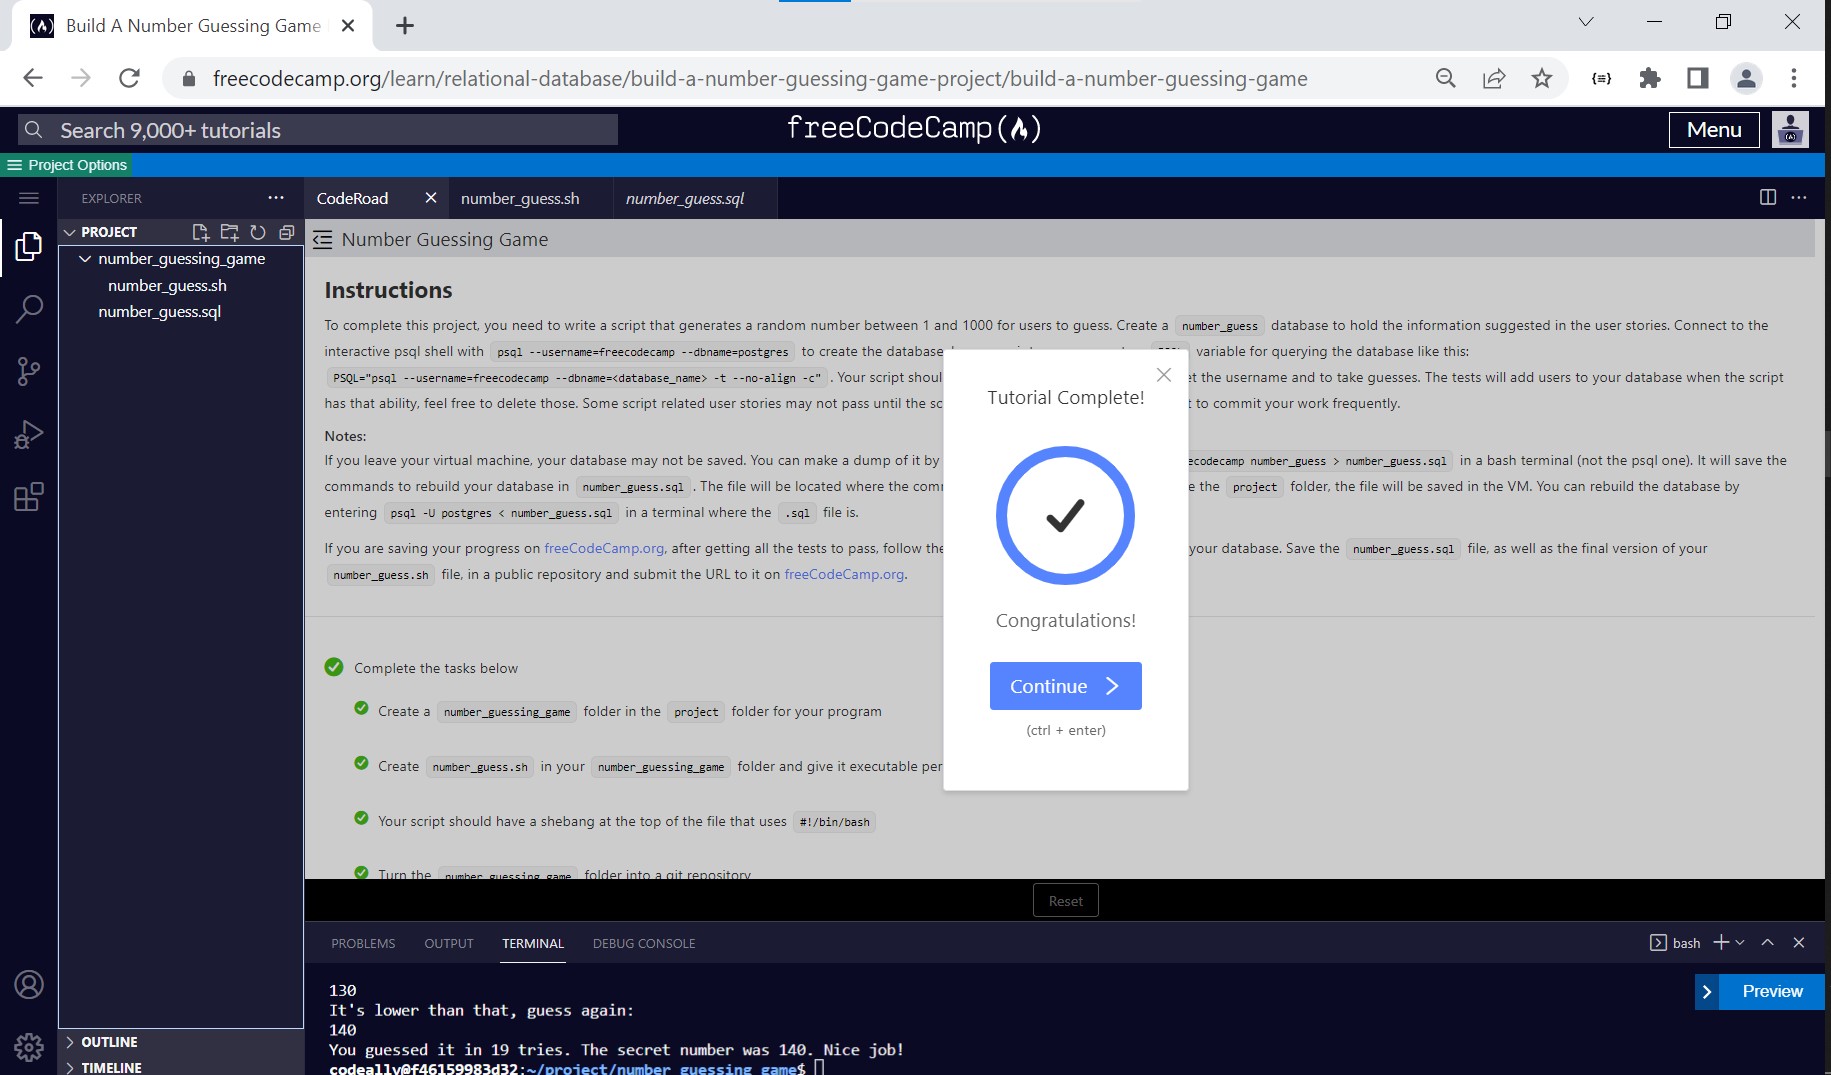 Build A Number Guessing Game
freecodecamp.org/learn/relational-database/build-a-number-guessing-game-project/build-a-number-guessing-game
Search 9,000+ tutorials
freeCodeCamp(🔥)
Menu
Project Options
EXPLORER
CodeRoad
number_guess.sh
number_guess.sql
PROJECT
number_guessing_game
number_guess.sh
number_guess.sql
Number Guessing Game
Instructions
To complete this project, you need to write a script that generates a random number between 1 and 1000 for users to guess. Create a number_guess database to hold the information suggested in the user stories. Connect to the
interactive psql shell with psql --username=freecodecamp --dbname=postgres to create the database. variable for querying the database like this:
PSQL="psql --username=freecodecamp --dbname=<database_name> -t --no-align -c" . Your script shoul t the username and to take guesses. The tests will add users to your database when the script
has that ability, feel free to delete those. Some script related user stories may not pass until the sc t to commit your work frequently.
Notes:
If you leave your virtual machine, your database may not be saved. You can make a dump of it by ecodecamp number_guess > number_guess.sql in a bash terminal (not the psql one). It will save the
commands to rebuild your database in number_guess.sql . The file will be located where the com e the project folder, the file will be saved in the VM. You can rebuild the database by
entering psql -U postgres < number_guess.sql in a terminal where the .sql file is.
If you are saving your progress on freeCodeCamp.org, after getting all the tests to pass, follow the your database. Save the number_guess.sql file, as well as the final version of your
number_guess.sh file, in a public repository and submit the URL to it on freeCodeCamp.org.
Tutorial Complete!
Congratulations!
Continue
(ctrl + enter)
Complete the tasks below
Create a number_guessing_game folder in the project folder for your program
Create number_guess.sh in your number_guessing_game folder and give it executable per
Your script should have a shebang at the top of the file that uses #!/bin/bash
Turn the number_guessing_game folder into a git repository
Reset
PROBLEMS
OUTPUT
TERMINAL
DEBUG CONSOLE
bash
130
It's lower than that, guess again:
140
You guessed it in 19 tries. The secret number was 140. Nice job!
codeally@f46159983d32:~/project/number_guessing_game$
Preview
OUTLINE
TIMELINE